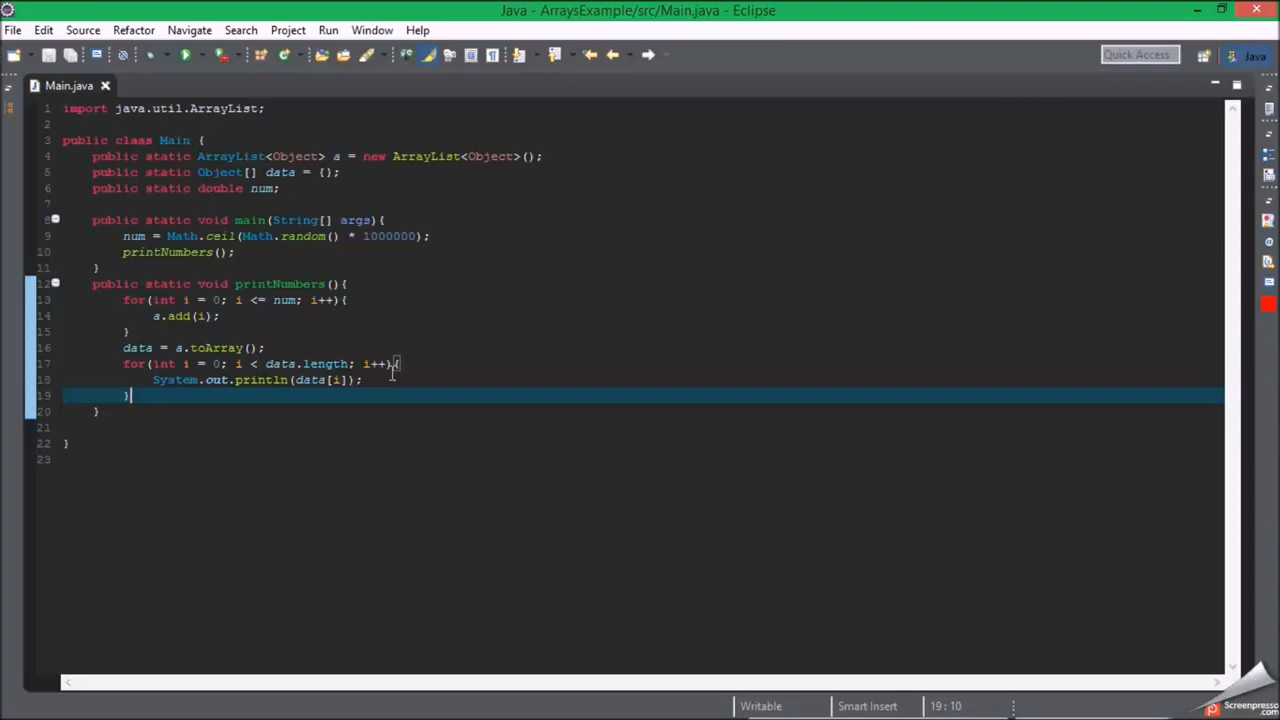 Java - ArraysExample/src/Main.java - Eclipse
File Edit Source Refactor Navigate Search Project Run Window Help
Quick Access Java
Main.java
1 import java.util.ArrayList;
2
3 public class Main {
4 public static ArrayList<Object> a = new ArrayList<Object>();
5 public static Object[] data = {};
6 public static double num;
7
8 public static void main(String[] args){
9 num = Math.ceil(Math.random() * 1000000);
10 printNumbers();
11 }
12 public static void printNumbers(){
13 for(int i = 0; i <= num; i++){
14 a.add(i);
15 }
16 data = a.toArray();
17 for(int i = 0; i < data.length; i++){
18 System.out.println(data[i]);
19 }
20 }
21
22 }
23
Writable Smart Insert 19 : 10
Screenpresso.com